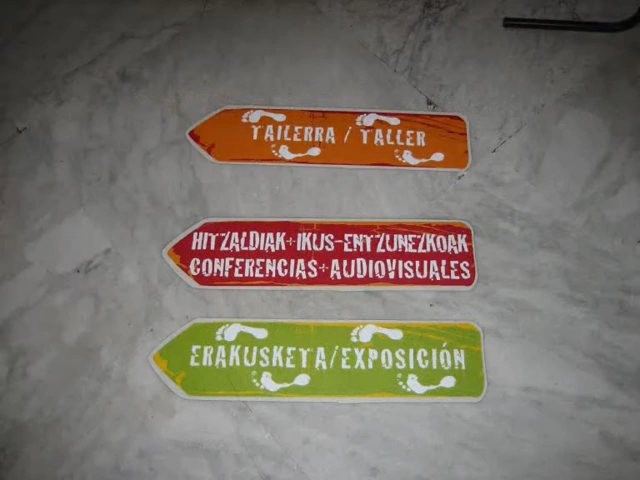 TAILERRA / TALLER
HITZALDIAK+IKUS-ENTZUNEZKOAK
CONFERENCIAS+AUDIOVISUALES
ERAKUSKETA/EXPOSICIÓN